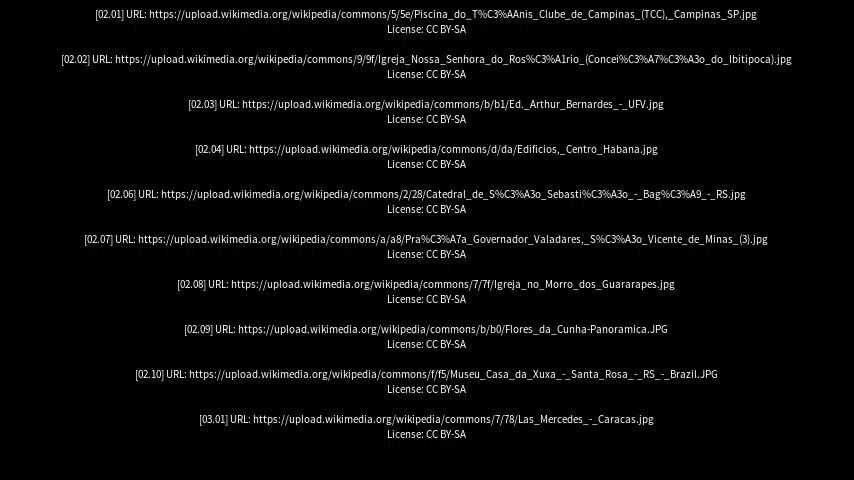 [02.01] URL: https://upload.wikimedia.org/wikipedia/commons/5/5e/Piscina_do_T%C3%AAnis_Clube_de_Campinas_(TCC),_Campinas_SP.jpg
License: CC BY-SA
[02.02] URL: https://upload.wikimedia.org/wikipedia/commons/9/9f/Igreja_Nossa_Senhora_do_Ros%C3%A1rio_(Concei%C3%A7%C3%A3o_do_Ibitipoca).jpg
License: CC BY-SA
[02.03] URL: https://upload.wikimedia.org/wikipedia/commons/b/b1/Ed._Arthur_Bernardes_-_UFV.jpg
License: CC BY-SA
[02.04] URL: https://upload.wikimedia.org/wikipedia/commons/d/da/Edificios,_Centro_Habana.jpg
License: CC BY-SA
[02.06] URL: https://upload.wikimedia.org/wikipedia/commons/2/28/Catedral_de_S%C3%A3o_Sebasti%C3%A3o_-_Bag%C3%A9_-_RS.jpg
License: CC BY-SA
[02.07] URL: https://upload.wikimedia.org/wikipedia/commons/a/a8/Pra%C3%A7a_Governador_Valadares,_S%C3%A3o_Vicente_de_Minas_(3).jpg
License: CC BY-SA
[02.08] URL: https://upload.wikimedia.org/wikipedia/commons/7/7f/Igreja_no_Morro_dos_Guararapes.jpg
License: CC BY-SA
[02.09] URL: https://upload.wikimedia.org/wikipedia/commons/b/b0/Flores_da_Cunha-Panoramica.JPG
License: CC BY-SA
[02.10] URL: https://upload.wikimedia.org/wikipedia/commons/f/f5/Museu_Casa_da_Xuxa_-_Santa_Rosa_-_RS_-_Brazil.JPG
License: CC BY-SA
[03.01] URL: https://upload.wikimedia.org/wikipedia/commons/7/78/Las_Mercedes_-_Caracas.jpg
License: CC BY-SA